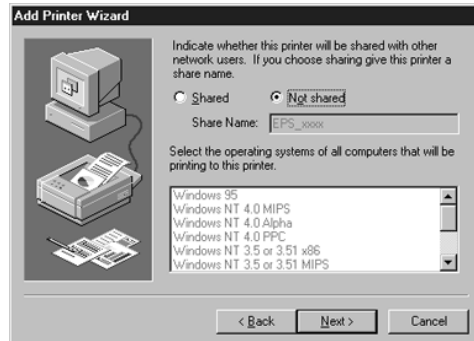 Add Printer Wizard
Indicate whether this printer will be shared with other
network users. If you choose sharing give this printer a
share name.
Shared Not shared
Share Name: EPS_xxxx
Select the operating systems of all computers that will be
printing to this printer.
Windows 95
Windows NT 4.0 MIPS
Windows NT 4.0 Alpha
Windows NT 4.0 PPC
Windows NT 3.5 or 3.51 x86
Windows NT 3.5 or 3.51 MIPS
< Back Next > Cancel